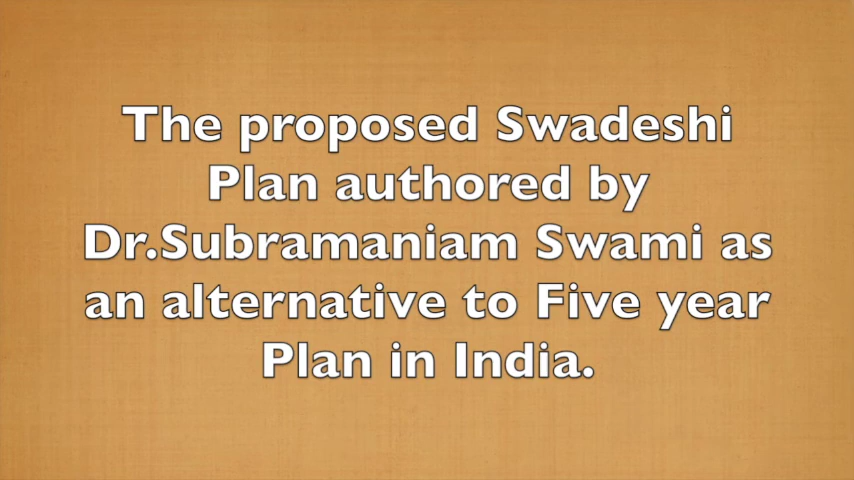 The proposed Swadeshi
Plan authored by
Dr.Subramaniam Swami as
an alternative to Five year
Plan in India.